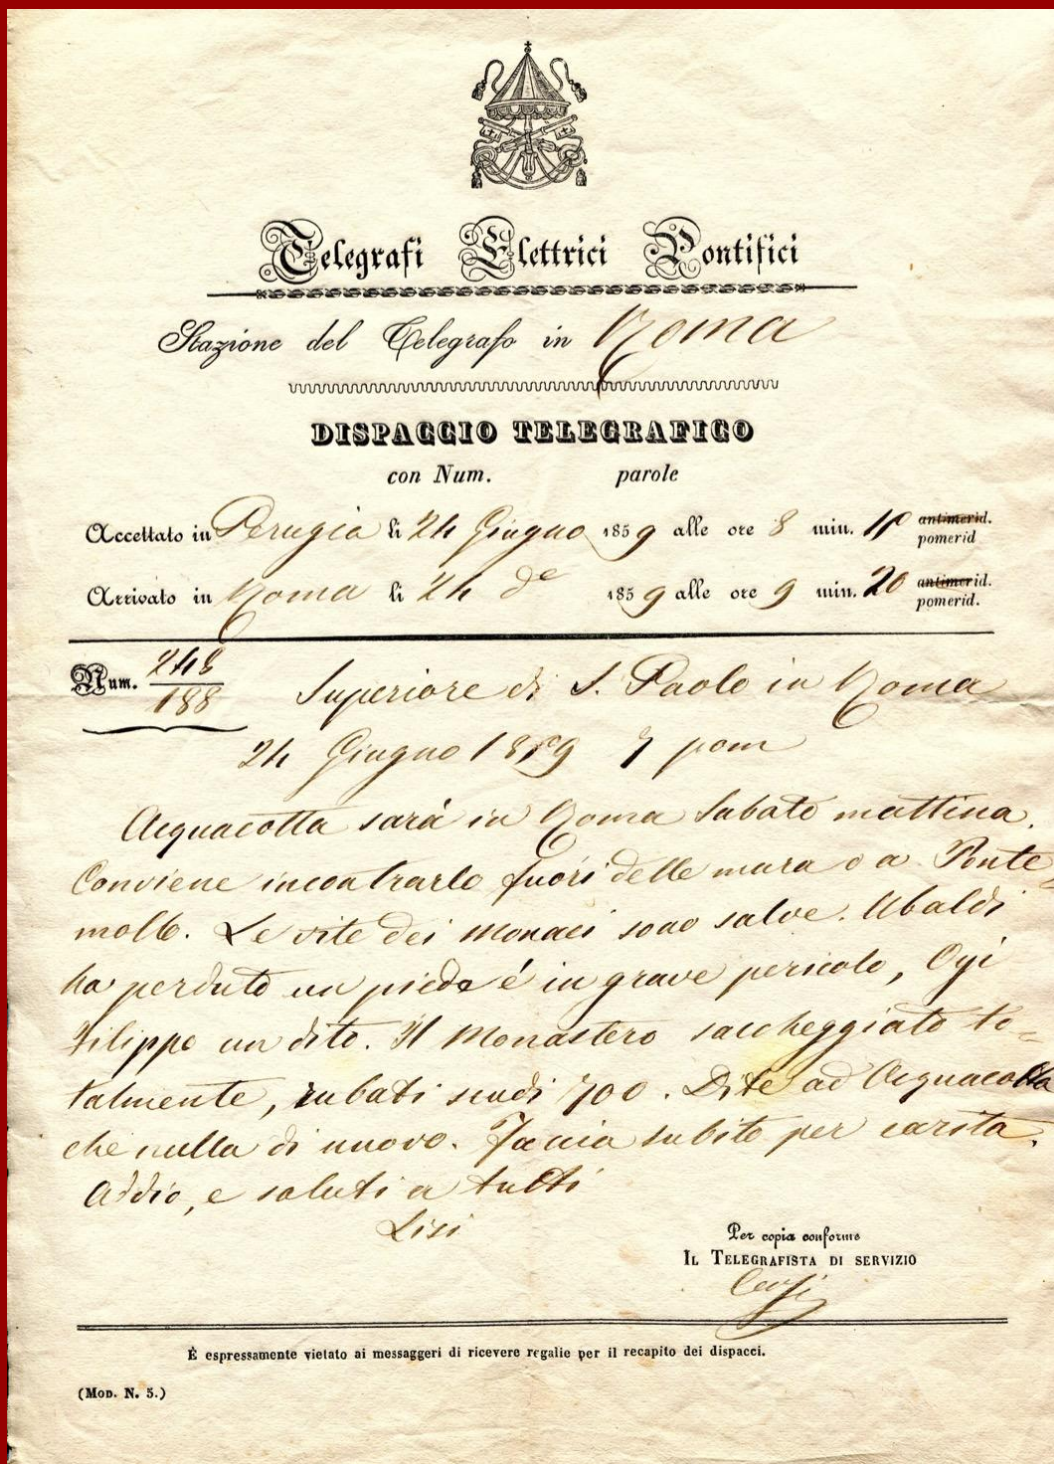 Telegrafi Elettrici Pontifici
Stazione del Telegrafo in Roma
DISPACCIO TELEGRAFICO
con Num. parole
Accettato in Perugia li 24 Giugno 1859 alle ore 8 min. antimerid. pomerid
Arrivato in Roma li 24 do 1859 alle ore 9 min. 20 antimerid. pomerid.
Num. 248/188 Superiore di S. Paolo in Roma
24 Giugno 1859 7 pom
Acquacotta sarà in Roma Sabato mattina.
Conviene incontrarlo fuori delle mura o a Ponte
mollo. Le vite dei Monaci sono salve. Ubaldi
ha perduto un piede é in grave pericolo,
Filippo un dito. Il Monastero saccheggiato to=
talmente, rubati scudi 700. Dite ad Acquacotta
che nulla di nuovo. Faccia subito per carita.
Addio, e saluti a tutti
Lisi
Per copia conforme
IL TELEGRAFISTA DI SERVIZIO
È espressamente vietato ai messaggeri di ricevere regalie per il recapito dei dispacci.
(MOD. N. 5.)